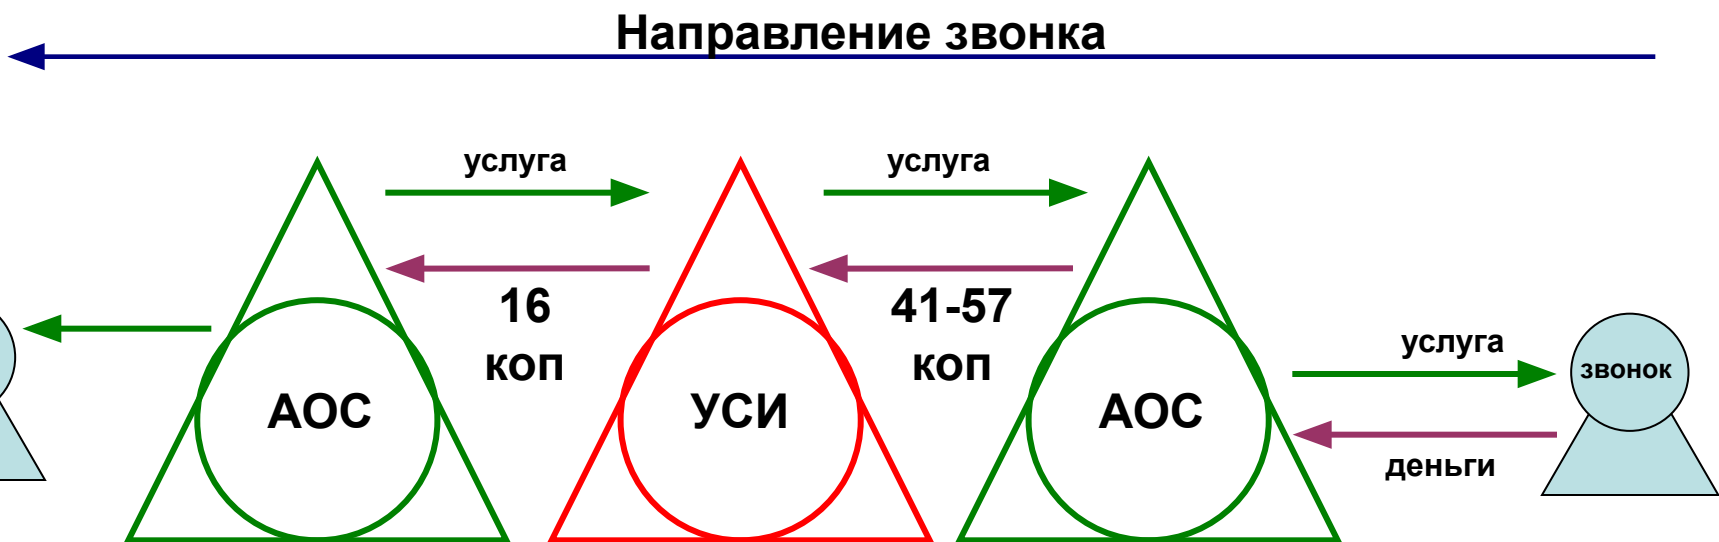 Направление звонка
услуга
услуга
16
коп
41-57
коп
услуга
звонок
АОС
УСИ
АОС
деньги